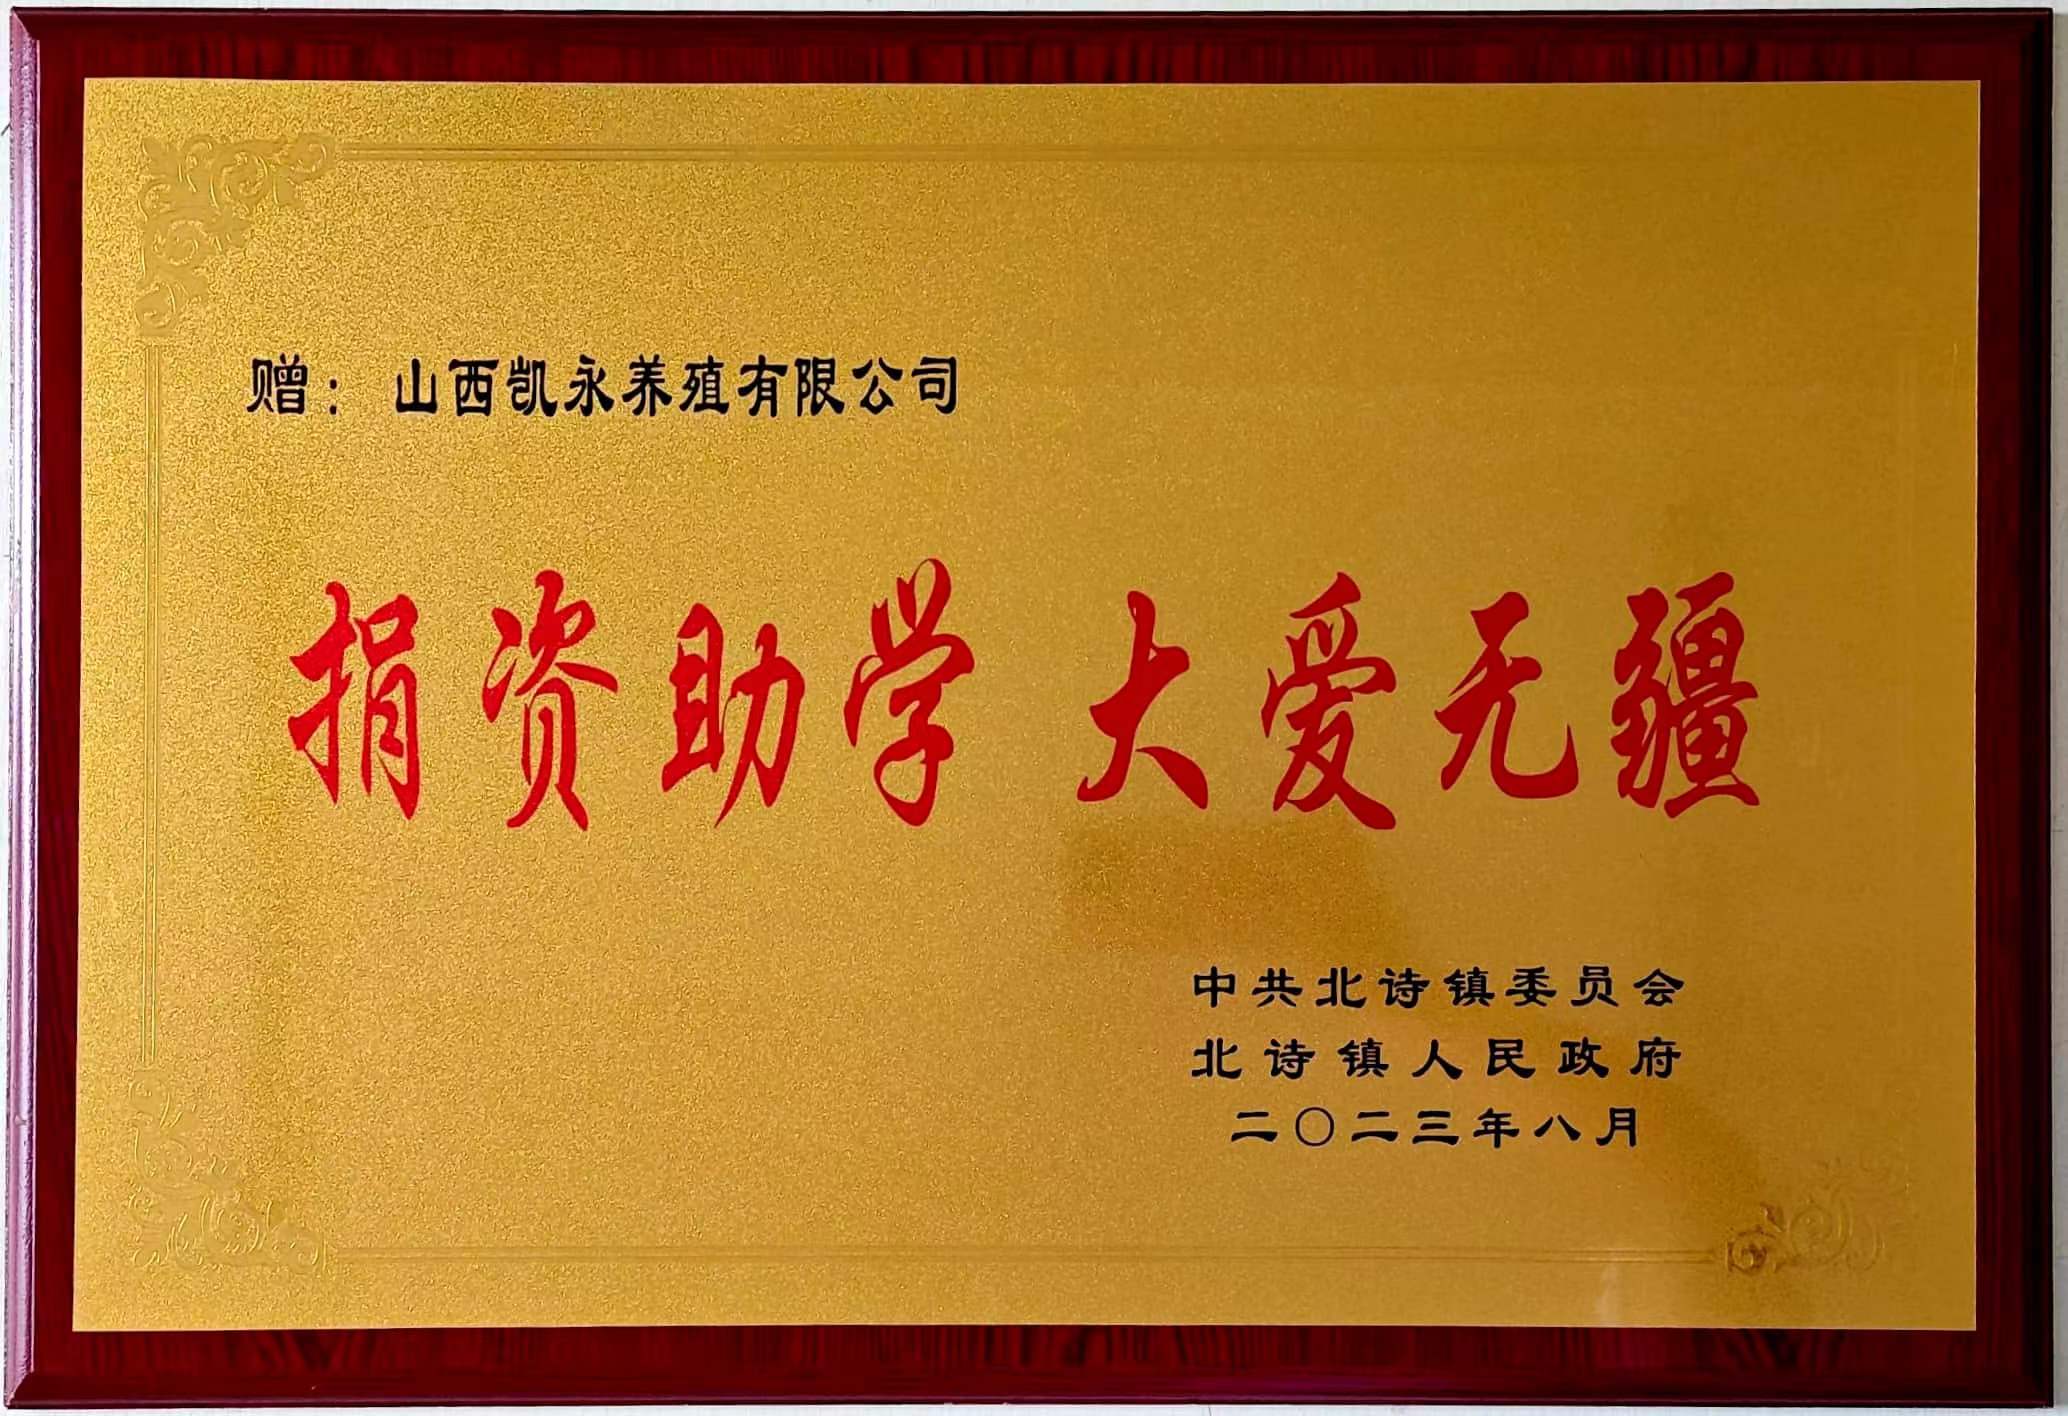 赠：山西凯永养殖有限公司
捐资助学 大爱无疆
中共北诗镇委员会
北诗镇人民政府
二〇二三年八月